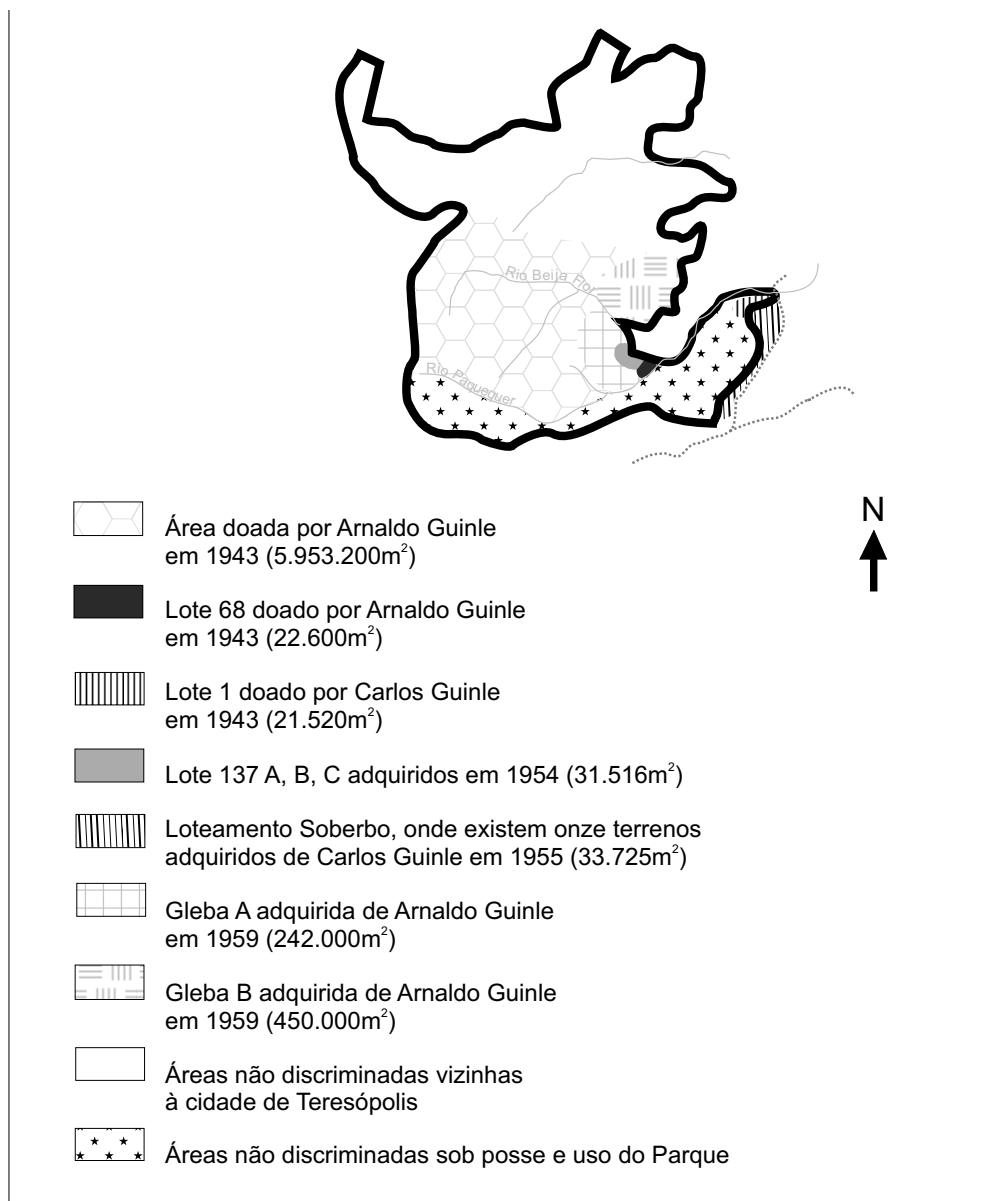 Rio Beija Flor
Rio Paquequer
N
Área doada por Arnaldo Guinle
em 1943 (5.953.200m²)
Lote 68 doado por Arnaldo Guinle
em 1943 (22.600m²)
Lote 1 doado por Carlos Guinle
em 1943 (21.520m²)
Lote 137 A, B, C adquiridos em 1954 (31.516m²)
Loteamento Soberbo, onde existem onze terrenos
adquiridos de Carlos Guinle em 1955 (33.725m²)
Gleba A adquirida de Arnaldo Guinle
em 1959 (242.000m²)
Gleba B adquirida de Arnaldo Guinle
em 1959 (450.000m²)
Áreas não discriminadas vizinhas
à cidade de Teresópolis
Áreas não discriminadas sob posse e uso do Parque